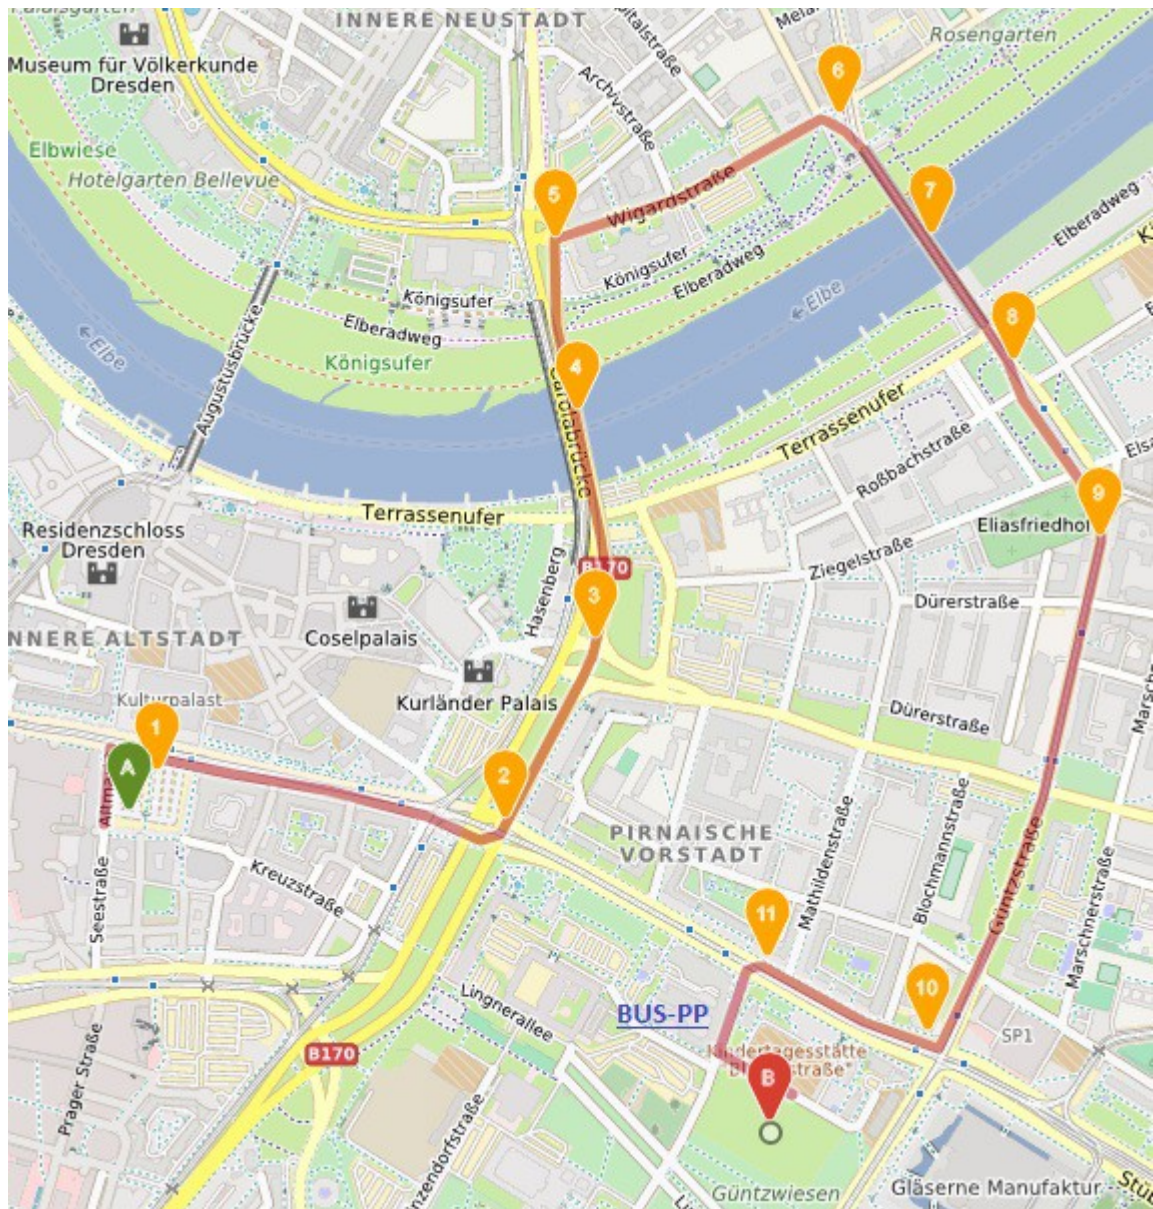 INNERE NEUSTADT
Rosengarten
Museum für Völkerkunde
Dresden
Archivstraße
6
Elbwiese
Hotelgarten Bellevue
5
Wigardstraße
7
Elberadweg
Königsufer
Elberadweg
Königsufer
Elberadweg
Elbe
Elbe
8
Augustusbrücke
Königsufer
4
Carolabrücke
Terrassenufer
Roßbachstraße
Terrassenufer
9
Eliasfriedhof
Residenzschloss
Dresden
Hasenberg
B170
Ziegelstraße
3
Dürerstraße
Coselpalais
INNERE ALTSTADT
Kurländer Palais
Kulturpalast
Dürerstraße
1
A
2
PIRNAISCHE
VORSTADT
Mathildenstraße
Blochmannstraße
Güntzstraße
Marschnerstraße
Kreuzstraße
Seestraße
11
10
Lingnerallee
BUS-PP
SP1
B170
Kindertagesstätte
B
Prager Straße
Güntzwiesen
Gläserne Manufaktur